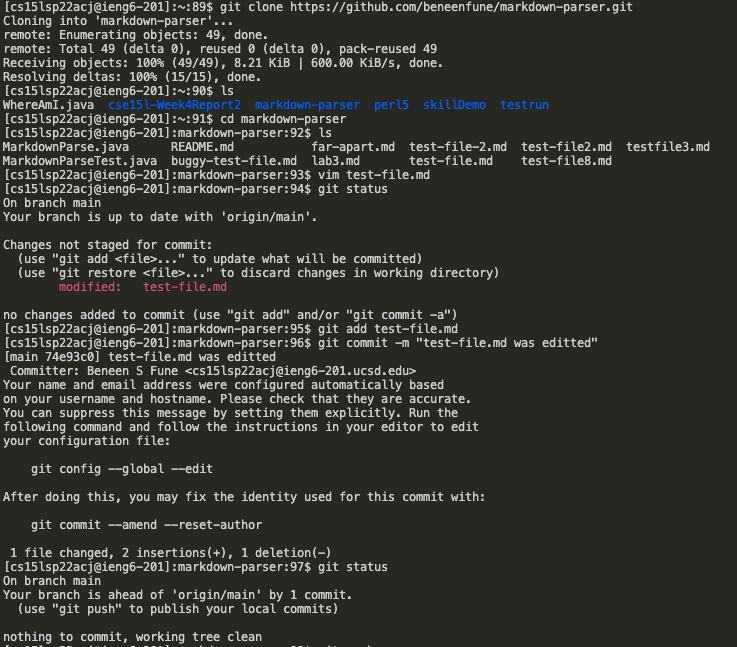 [cs15lsp22acj@ieng6-201]:~:89$ git clone https://github.com/beneenfune/markdown-parser.git
Cloning into 'markdown-parser'...
remote: Enumerating objects: 49, done.
remote: Total 49 (delta 0), reused 0 (delta 0), pack-reused 49
Receiving objects: 100% (49/49), 8.21 KiB | 600.00 KiB/s, done.
Resolving deltas: 100% (15/15), done.
[cs15lsp22acj@ieng6-201]:~:90$ ls
WhereAmI.java  cse15l-Week4Report2  markdown-parser  perl5  skillDemo  testrun
[cs15lsp22acj@ieng6-201]:~:91$ cd markdown-parser
[cs15lsp22acj@ieng6-201]:markdown-parser:92$ ls
MarkdownParse.java      README.md           far-apart.md  test-file-2.md  test-file2.md  testfile3.md
MarkdownParseTest.java  buggy-test-file.md  lab3.md       test-file.md    test-file8.md
[cs15lsp22acj@ieng6-201]:markdown-parser:93$ vim test-file.md
[cs15lsp22acj@ieng6-201]:markdown-parser:94$ git status
On branch main
Your branch is up to date with 'origin/main'.
Changes not staged for commit:
  (use "git add <file>..." to update what will be committed)
  (use "git restore <file>..." to discard changes in working directory)
        modified:   test-file.md
no changes added to commit (use "git add" and/or "git commit -a")
[cs15lsp22acj@ieng6-201]:markdown-parser:95$ git add test-file.md
[cs15lsp22acj@ieng6-201]:markdown-parser:96$ git commit -m "test-file.md was editted"
[main 74e93c0] test-file.md was editted
 Committer: Beneen S Fune <cs15lsp22acj@ieng6-201.ucsd.edu>
Your name and email address were configured automatically based
on your username and hostname. Please check that they are accurate.
You can suppress this message by setting them explicitly. Run the
following command and follow the instructions in your editor to edit
your configuration file:
    git config --global --edit
After doing this, you may fix the identity used for this commit with:
    git commit --amend --reset-author
 1 file changed, 2 insertions(+), 1 deletion(-)
[cs15lsp22acj@ieng6-201]:markdown-parser:97$ git status
On branch main
Your branch is ahead of 'origin/main' by 1 commit.
  (use "git push" to publish your local commits)
nothing to commit, working tree clean